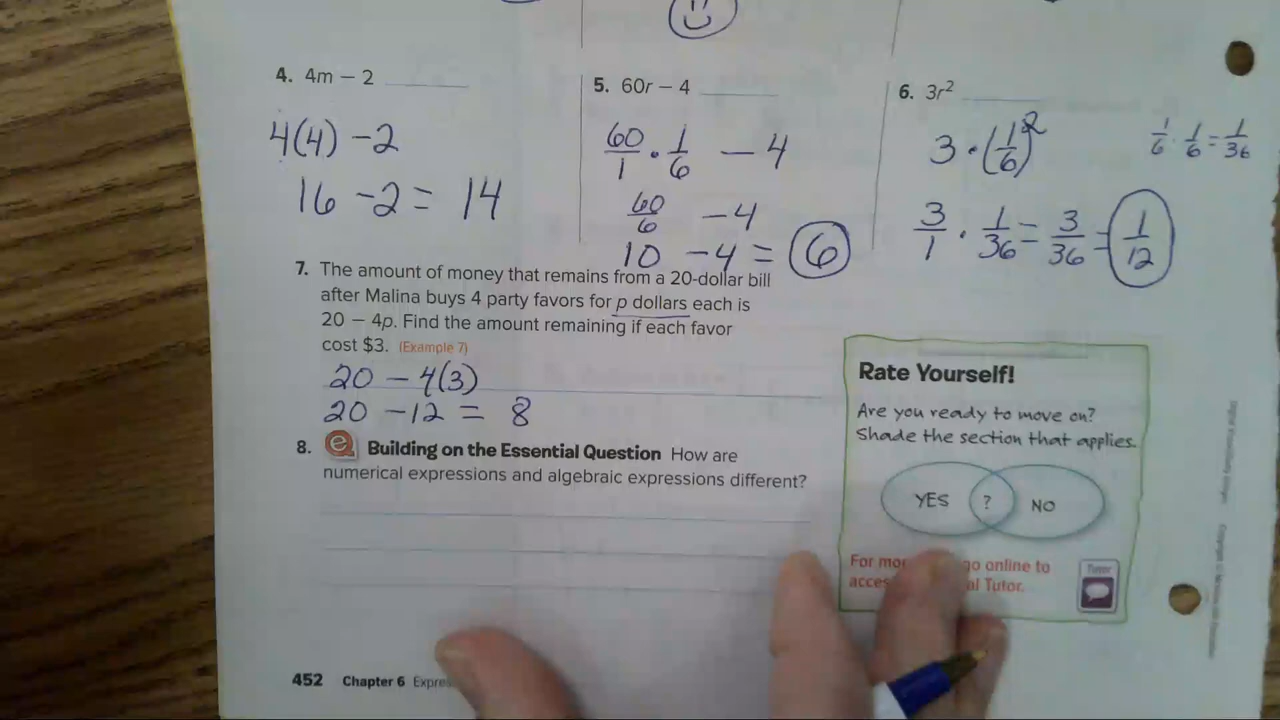 4. 4m − 2
4(4) −2
16 −2 = 14
5. 60r − 4
60/1 · 1/6 − 4
60/6 −4
10 −4 = 6
6. 3r²
3 · (1/6)²
1/6 · 1/6 = 1/36
3/1 · 1/36 = 3/36 = 1/12
7. The amount of money that remains from a 20-dollar bill
after Malina buys 4 party favors for p dollars each is
20 − 4p. Find the amount remaining if each favor
cost $3. (Example 7)
20 − 4(3)
20 −12 = 8
8. e Building on the Essential Question How are
numerical expressions and algebraic expressions different?
Rate Yourself!
Are you ready to move on?
Shade the section that applies.
YES ? NO
For go online to
Tutor.
Tutor
452 Chapter 6